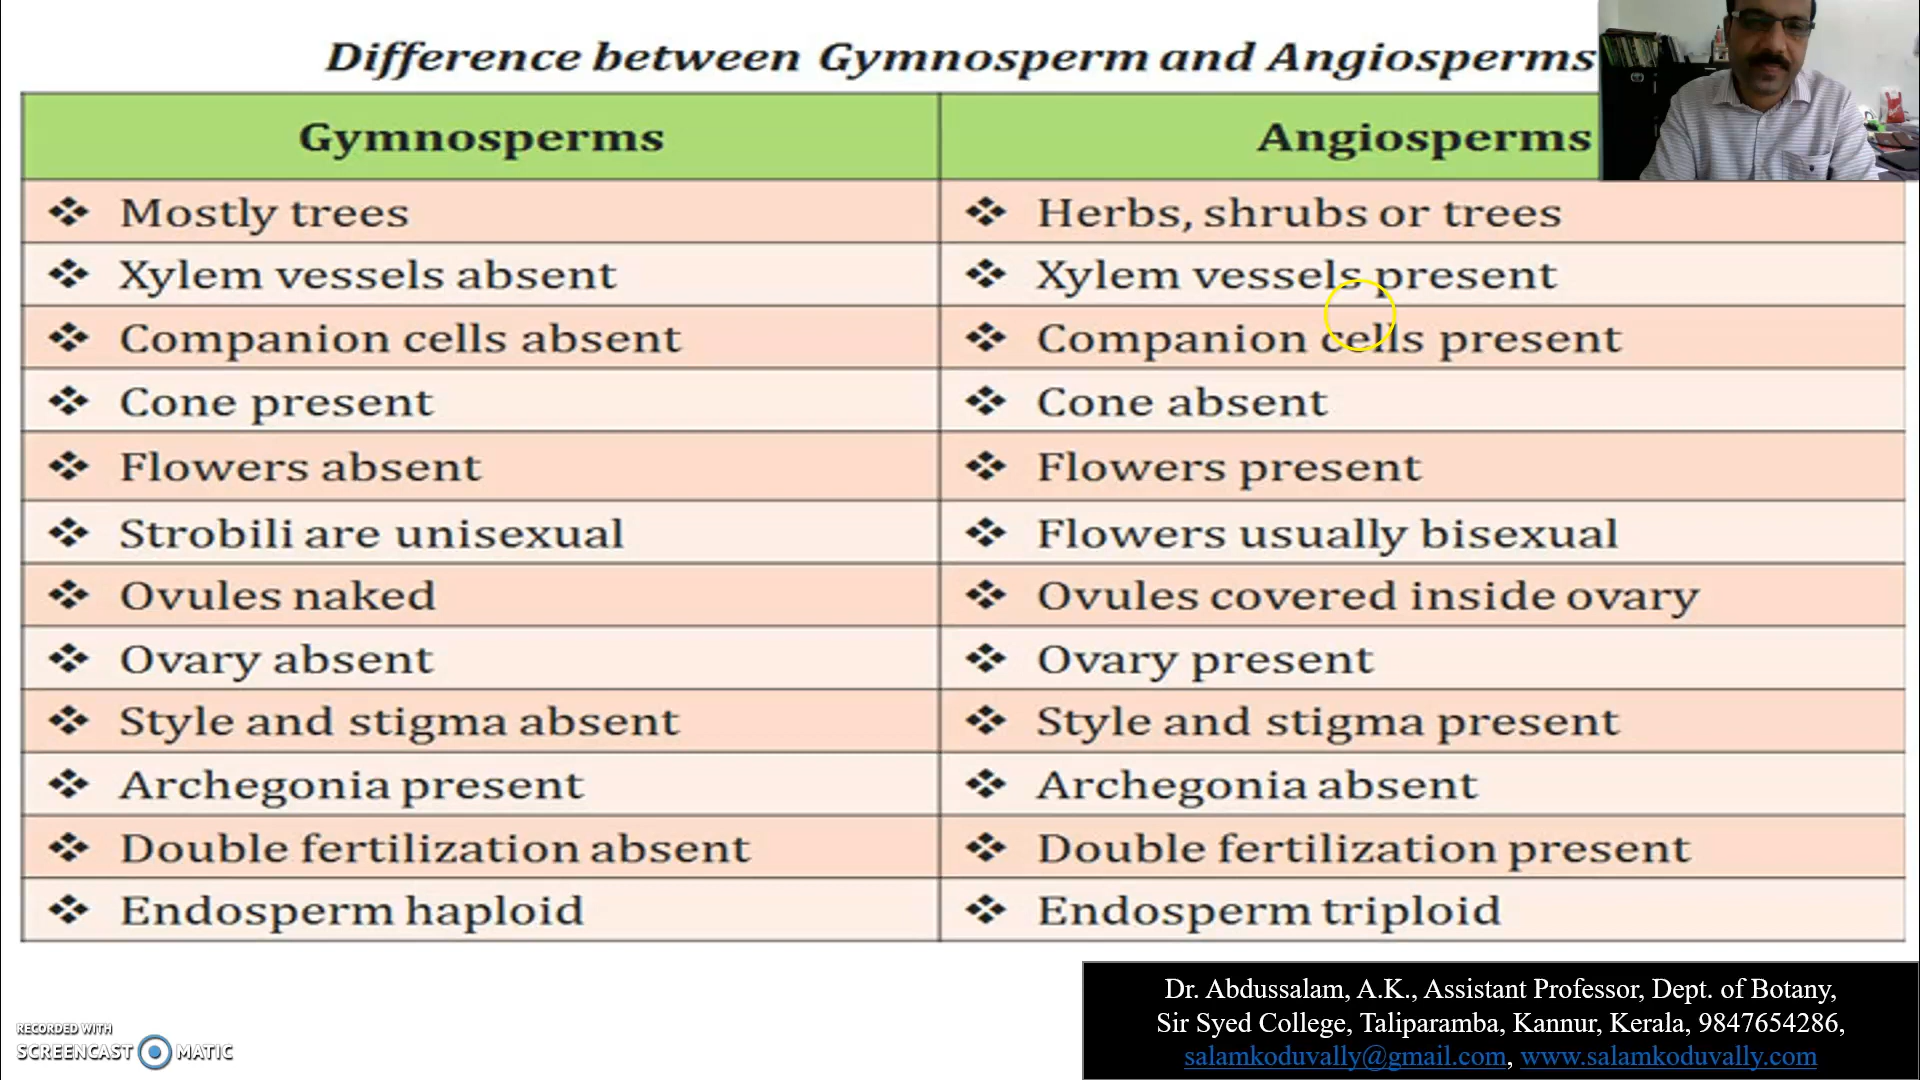 Difference between Gymnosperm and Angiosperms
Gymnosperms Angiosperms
❖ Mostly trees ❖ Herbs, shrubs or trees
❖ Xylem vessels absent ❖ Xylem vessels present
❖ Companion cells absent ❖ Companion cells present
❖ Cone present ❖ Cone absent
❖ Flowers absent ❖ Flowers present
❖ Strobili are unisexual ❖ Flowers usually bisexual
❖ Ovules naked ❖ Ovules covered inside ovary
❖ Ovary absent ❖ Ovary present
❖ Style and stigma absent ❖ Style and stigma present
❖ Archegonia present ❖ Archegonia absent
❖ Double fertilization absent ❖ Double fertilization present
❖ Endosperm haploid ❖ Endosperm triploid
Dr. Abdussalam, A.K., Assistant Professor, Dept. of Botany,
Sir Syed College, Taliparamba, Kannur, Kerala, 9847654286,
salamkoduvally@gmail.com, www.salamkoduvally.com
RECORDED WITH
SCREENCAST MATIC